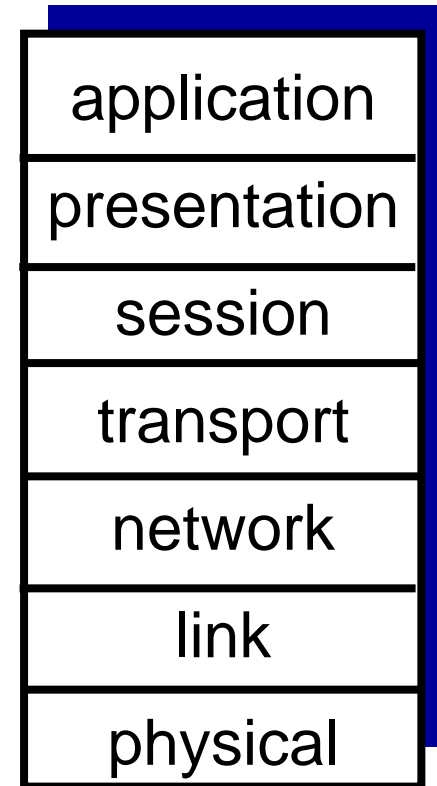 application
presentation
session
transport
network
link
physical